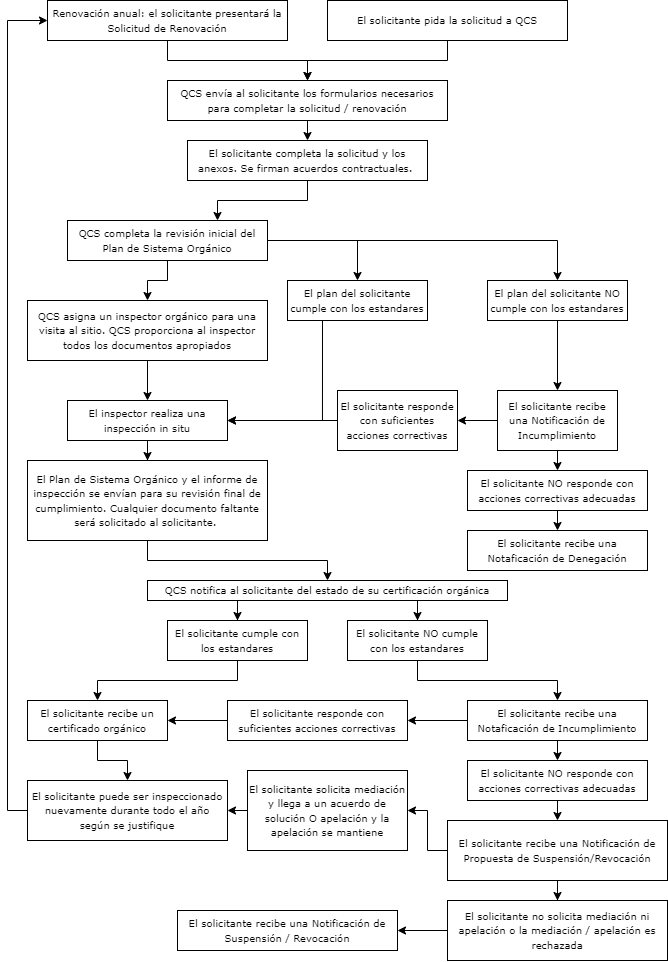 Renovación anual: el solicitante presentará la
Solicitud de Renovación
El solicitante pida la solicitud a QCS
QCS envía al solicitante los formularios necesarios
para completar la solicitud / renovación
El solicitante completa la solicitud y los
anexos. Se firman acuerdos contractuales.
QCS completa la revisión inicial del
Plan de Sistema Orgánico
El plan del solicitante
cumple con los estandares
El plan del solicitante NO
cumple con los estandares
QCS asigna un inspector orgánico para una
visita al sitio. QCS proporciona al inspector
todos los documentos apropiados
El inspector realiza una
inspección in situ
El solicitante responde
con suficientes
acciones correctivas
El solicitante recibe
una Notificación de
Incumplimiento
El Plan de Sistema Orgánico y el informe de
inspección se envían para su revisión final de
cumplimiento. Cualquier documento faltante
será solicitado al solicitante.
El solicitante NO responde con
acciones correctivas adecuadas
El solicitante recibe una
Notaficación de Denegación
QCS notifica al solicitante del estado de su certificación orgánica
El solicitante cumple con
los estandares
El solicitante NO cumple
con los estandares
El solicitante recibe un
certificado orgánico
El solicitante responde con
suficientes acciones correctivas
El solicitante recibe una
Notaficación de Incumplimiento
El solicitante NO responde con
acciones correctivas adecuadas
El solicitante puede ser inspeccionado
nuevamente durante todo el año
según se justifique
El solicitante solicita mediación
y llega a un acuerdo de
solución O apelación y la
apelación se mantiene
El solicitante recibe una Notificación de
Propuesta de Suspensión/Revocación
El solicitante recibe una Notificación de
Suspensión / Revocación
El solicitante no solicita mediación ni
apelación o la mediación / apelación es
rechazada